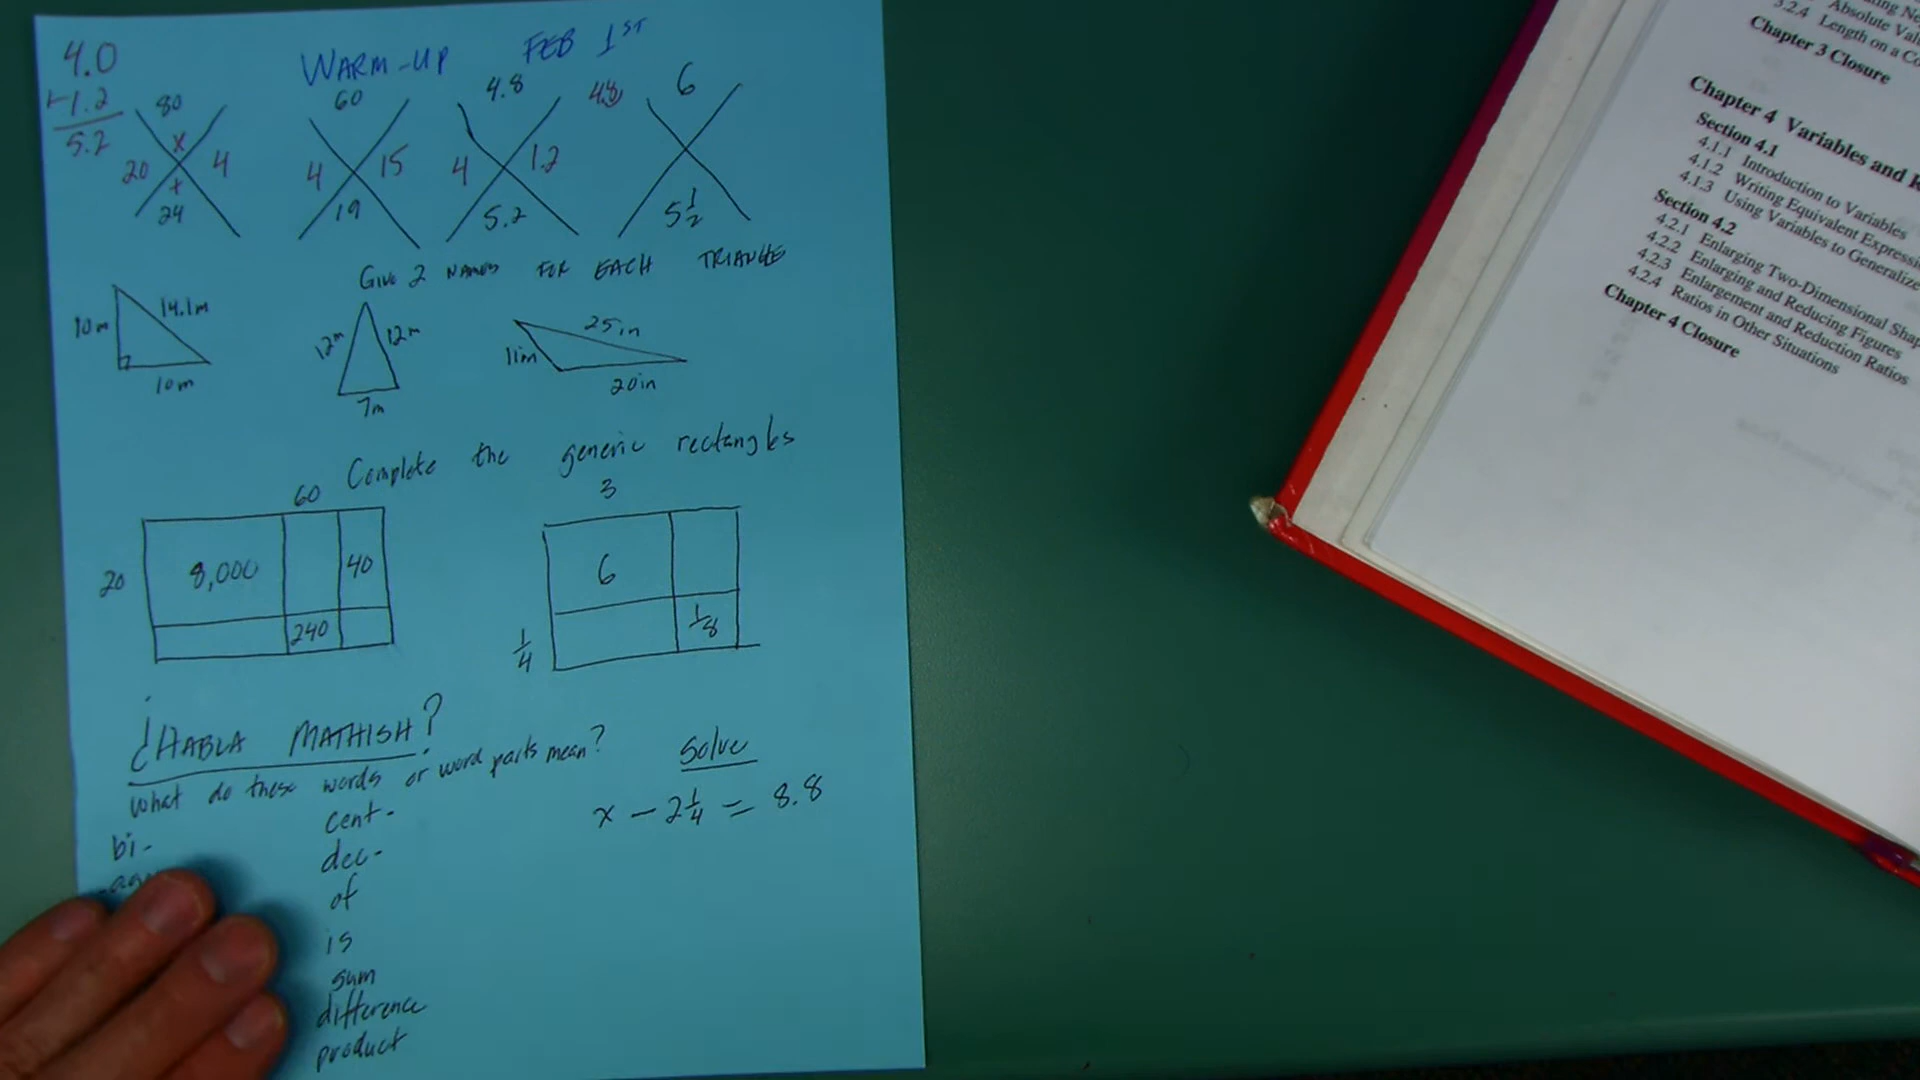 4.0
+1.2
5.2
WARM-UP FEB 1ST
80
x
20 4
+
24
60
4 15
19
4.8
4 1.2
5.2
48
6
5 1/2
GIVE 2 NAMES FOR EACH TRIANGLE
10m 14.1m
10m
12m 12m
7m
25in
11in
20in
Complete the generic rectangles
60
20 8,000 40
240
3
6
1/4 1/8
¿HABLA MATHISH?
What do these words or word parts mean?
bi-
cent-
dec-
of
is
sum
difference
product
Solve
x - 2 1/4 = 8.8
3.2.4 Length on a
Chapter 3 Closure
Chapter 4 Variables and
Section 4.1
4.1.1 Introduction to Variables
4.1.2 Writing Equivalent
4.1.3 Using Variables to Generalize
Section 4.2
4.2.1 Enlarging Two-Dimensional
4.2.2 Enlarging and Reducing Figures
4.2.3 Enlargement and Reduction Ratios
4.2.4 Ratios in Other Situations
Chapter 4 Closure